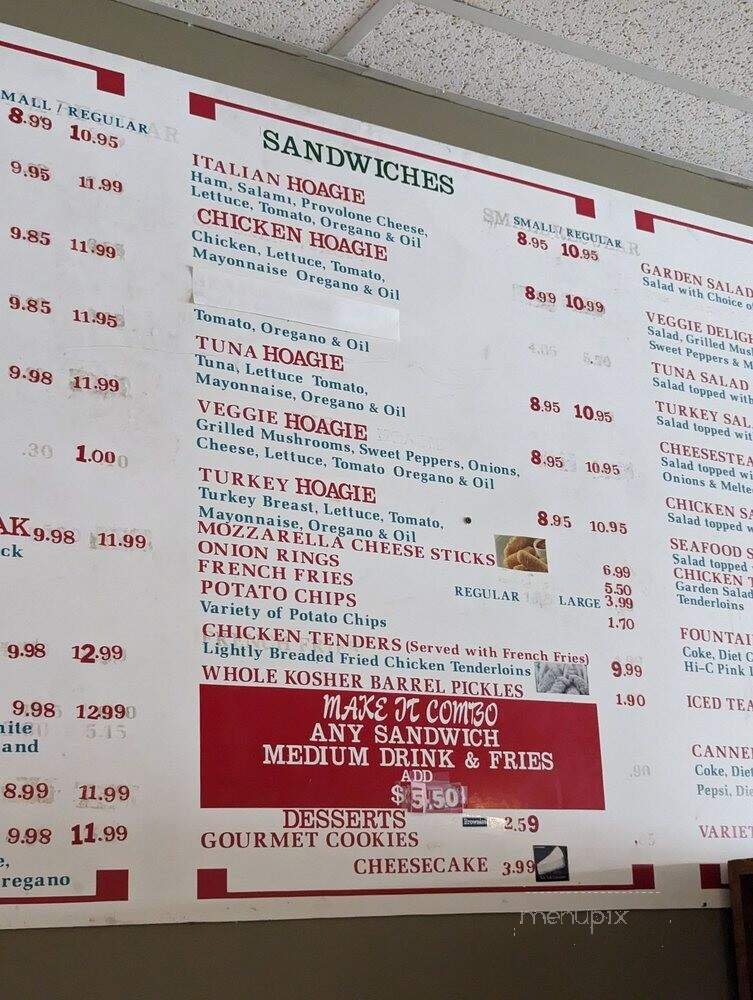 MALL / REGULAR
8.99 10.95
9.95 11.99
9.85 11.99
9.85 11.95
9.98 11.99
.30 1.00
AK 9.98 11.99
ck
9.98 12.99
9.98 12.99
hite 5.15
and
8.99 11.99
9.98 11.99
e,
regano
SANDWICHES
SMALL / REGULAR
ITALIAN HOAGIE 8.95 10.95
Ham, Salami, Provolone Cheese,
Lettuce, Tomato, Oregano & Oil
CHICKEN HOAGIE 8.99 10.99
Chicken, Lettuce, Tomato,
Mayonnaise Oregano & Oil
Tomato, Oregano & Oil
TUNA HOAGIE 8.95 10.95
Tuna, Lettuce Tomato,
Mayonnaise, Oregano & Oil
VEGGIE HOAGIE 8.95 10.95
Grilled Mushrooms, Sweet Peppers, Onions,
Cheese, Lettuce, Tomato Oregano & Oil
TURKEY HOAGIE 8.95 10.95
Turkey Breast, Lettuce, Tomato,
Mayonnaise, Oregano & Oil
MOZZARELLA CHEESE STICKS 6.99
ONION RINGS 5.50
FRENCH FRIES REGULAR LARGE 3.99
POTATO CHIPS 1.70
Variety of Potato Chips
CHICKEN TENDERS (Served with French Fries) 9.99
Lightly Breaded Fried Chicken Tenderloins
WHOLE KOSHER BARREL PICKLES 1.90
MAKE IT COMBO
ANY SANDWICH
MEDIUM DRINK & FRIES
ADD
$5.50
.90
DESSERTS Brownies 2.59
GOURMET COOKIES
CHEESECAKE 3.99
GARDEN SALAD
Salad with Choice o
VEGGIE DELIGH
Salad, Grilled Mus
Sweet Peppers & M
TUNA SALAD
Salad topped with
TURKEY SAL
Salad topped wit
CHEESESTEA
Salad topped wi
Onions & Melte
CHICKEN SA
Salad topped w
SEAFOOD S
Salad topped
CHICKEN T
Garden Salad
Tenderloins
FOUNTAI
Coke, Diet C
Hi-C Pink L
ICED TEA
CANNE
Coke, Diet
Pepsi, Die
VARIET
menupix